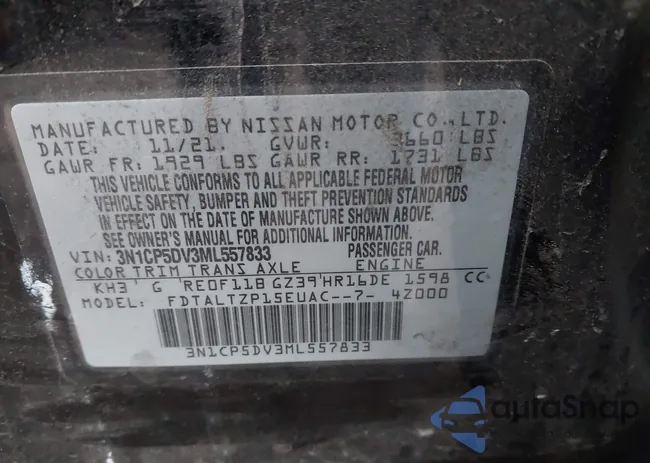 MANUFACTURED BY NISSAN MOTOR CO., LTD.
DATE: 11/21. GVWR: 3660 LBS
GAWR FR: 1929 LBS GAWR RR: 1731 LBS
THIS VEHICLE CONFORMS TO ALL APPLICABLE FEDERAL MOTOR
VEHICLE SAFETY, BUMPER AND THEFT PREVENTION STANDARDS
IN EFFECT ON THE DATE OF MANUFACTURE SHOWN ABOVE.
SEE OWNER'S MANUAL FOR ADDITIONAL INFORMATION.
VIN: 3N1CP5DV3ML557833 PASSENGER CAR.
COLOR TRIM TRANS AXLE ENGINE
KH3' G 'RE0F11B GZ39'HR16DE 1598 CC
MODEL: FDTALTZP15EUAC--7- 4Z000
3N1CP5DV3ML557833
autoSnap